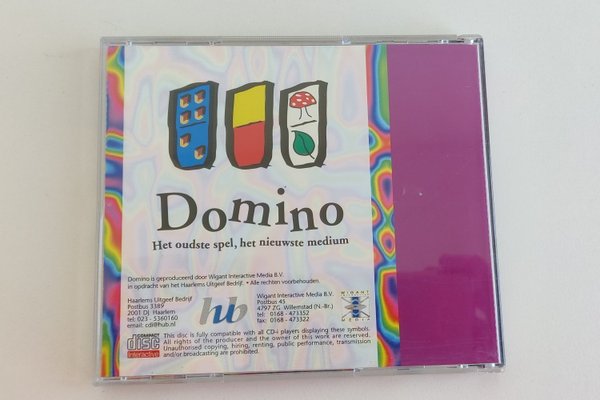 Domino
Het oudste spel, het nieuwste medium
Domino is geproduceerd door Wigant Interactive Media B.V.
in opdracht van het Haarlems Uitgeef Bedrijf. • Alle rechten voorbehouden.
Haarlems Uitgeef Bedrijf
Postbus 3389
2001 DJ Haarlem
tel: 023 - 5360160
email: cdi@hub.nl
hub
Wigant Interactive Media B.V.
Postbus 45
4797 ZG Willemstad (N.-Br.)
tel: 0168 - 473352
fax: 0168 - 473322
WIGANT
MEDIA
COMPACT
disc
Interactive
This disc is fully compatible with all CD-i players displaying these symbols.
All rights of the producer and the owner of this work are reserved.
Unauthorised copying, hiring, renting, public performance, transmission
and/or broadcasting are prohibited.